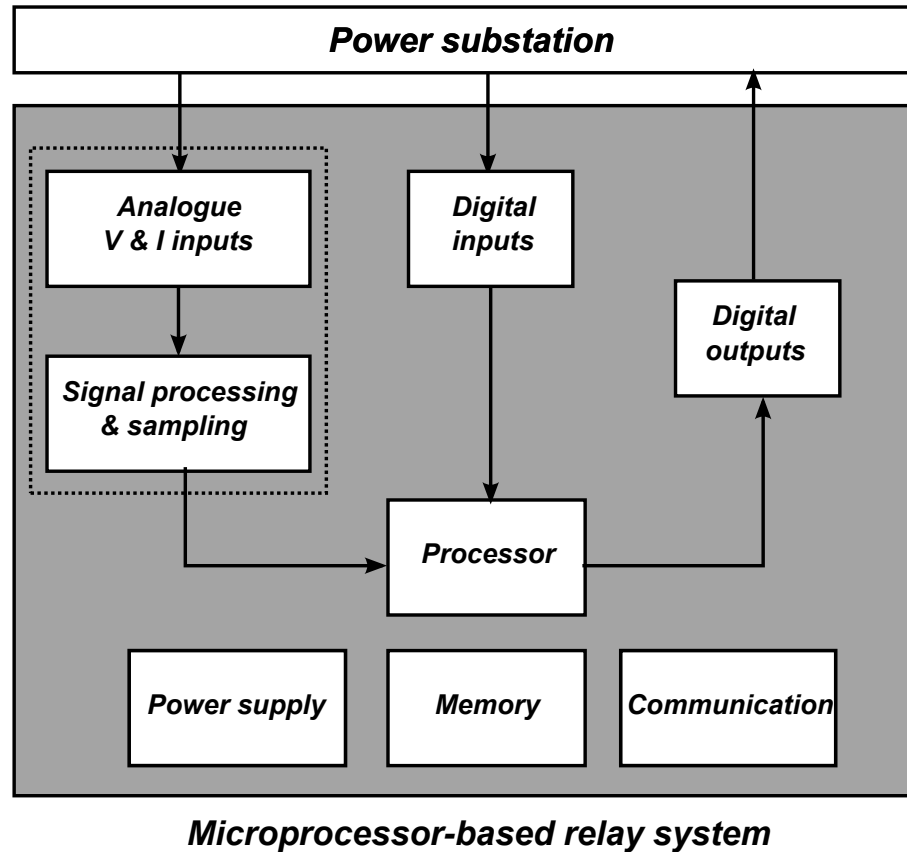 Power substation
Analogue
V & I inputs
Digital
inputs
Digital
outputs
Signal processing
& sampling
Processor
Power supply
Memory
Communication
Microprocessor-based relay system